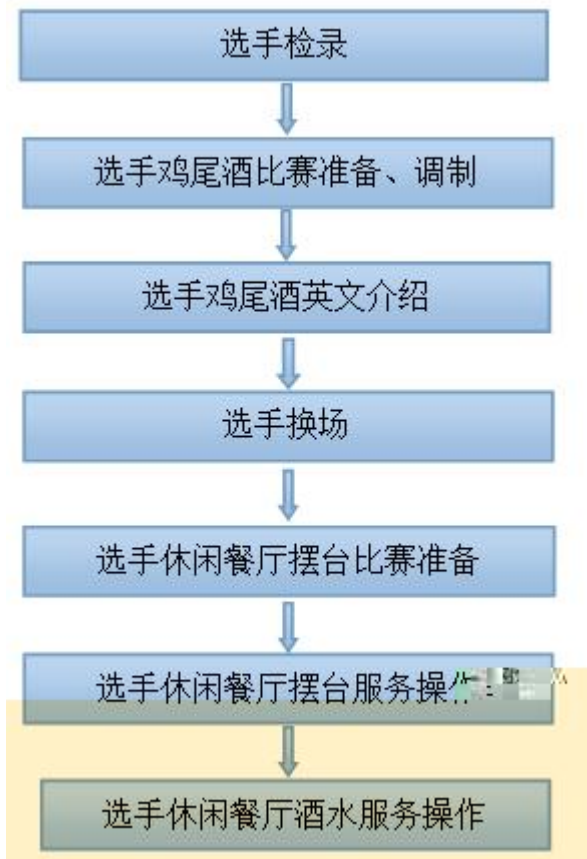 选手检录
选手鸡尾酒比赛准备、调制
选手鸡尾酒英文介绍
选手换场
选手休闲餐厅摆台比赛准备
选手休闲餐厅摆台服务操作
选手休闲餐厅酒水服务操作